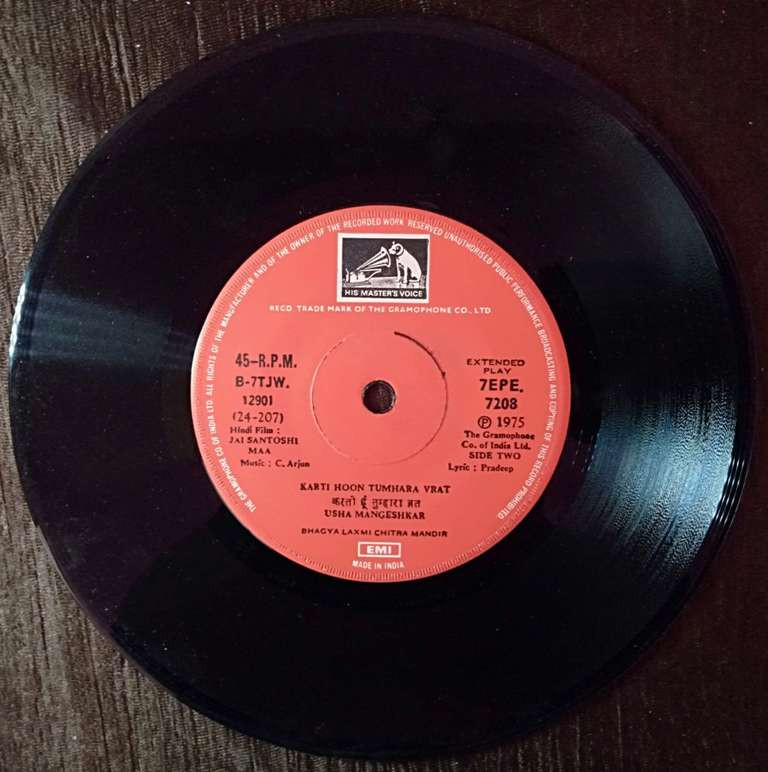 THE GRAMOPHONE CO OF INDIA LTD. ALL RIGHTS OF THE MANUFACTURER AND OF THE OWNER OF THE RECORDED WORK RESERVED UNAUTHORISED PUBLIC PERFORMANCE BROADCASTING AND COPYING OF THIS RECORD PROHIBITED
HIS MASTER'S VOICE
REGD. TRADE MARK OF THE GRAMOPHONE CO., LTD
45-R.P.M.
B-7TJW.
12901
(24-207)
Hindi Film :
JAI SANTOSHI
MAA
Music : C. Arjun
EXTENDED
PLAY
7EPE.
7208
Ⓟ 1975
The Gramophone
Co. of India Ltd.
SIDE TWO
Lyric : Pradeep
KARTI HOON TUMHARA VRAT
करती हूँ तुम्हारा व्रत
USHA MANGESHKAR
BHAGYA LAXMI CHITRA MANDIR
EMI
MADE IN INDIA